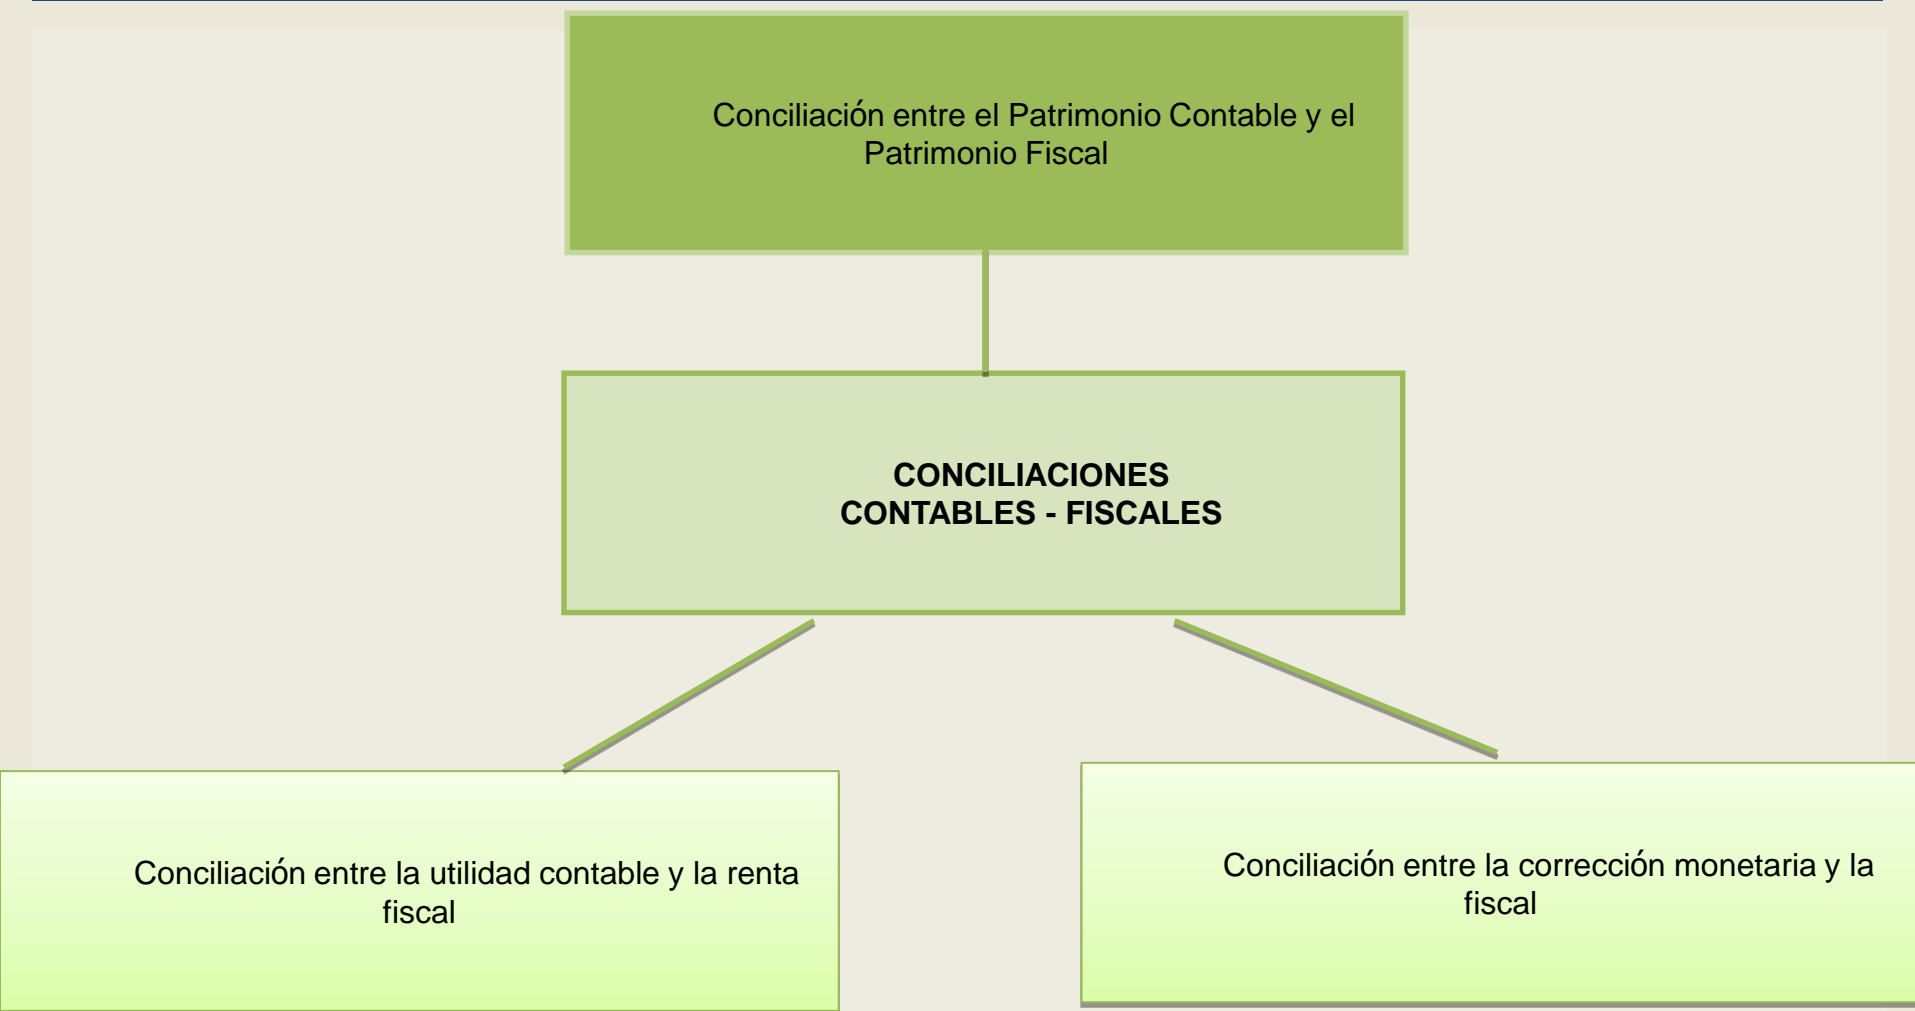 Conciliación entre el Patrimonio Contable y el
Patrimonio Fiscal
CONCILIACIONES
CONTABLES - FISCALES
Conciliación entre la utilidad contable y la renta
fiscal
Conciliación entre la corrección monetaria y la
fiscal